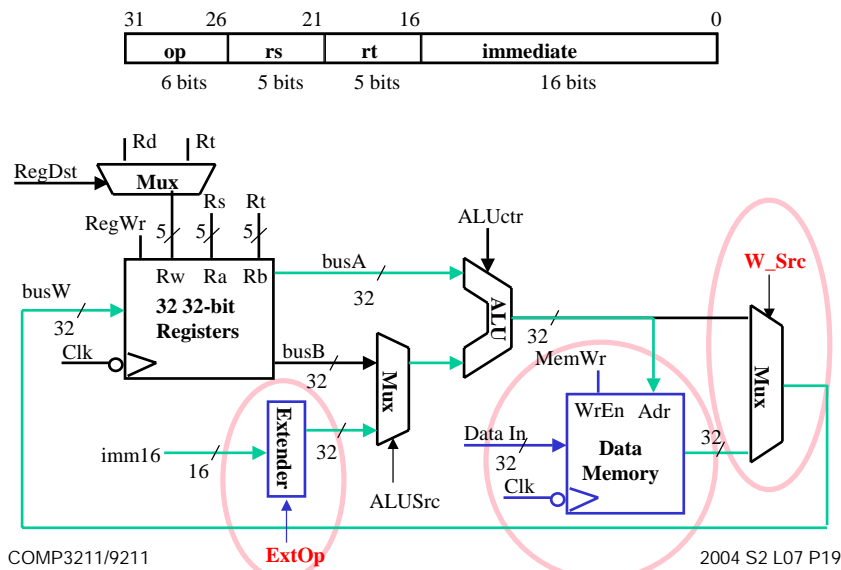 31 26 21 16 0
op rs rt immediate
6 bits 5 bits 5 bits 16 bits
Rd Rt
RegDst
Mux
Rs Rt
RegWr
5 5 5
ALUctr
busA
W_Src
Rw Ra Rb
busW
32
32 32-bit
Registers
32
ALU
32
Clk
busB
32
MemWr
Mux
Mux
WrEn Adr
Extender
Data In
32
Data
Memory
32
imm16
16
32
Clk
ALUSrc
ExtOp
COMP3211/9211
2004 S2 L07 P19